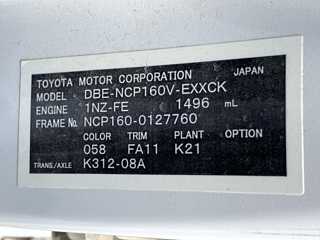 TOYOTA MOTOR CORPORATION JAPAN
MODEL DBE-NCP160V-EXXCK
ENGINE 1NZ-FE 1496 mL
FRAME No. NCP160-0127760
COLOR TRIM PLANT OPTION
058 FA11 K21
TRANS./AXLE K312-08A